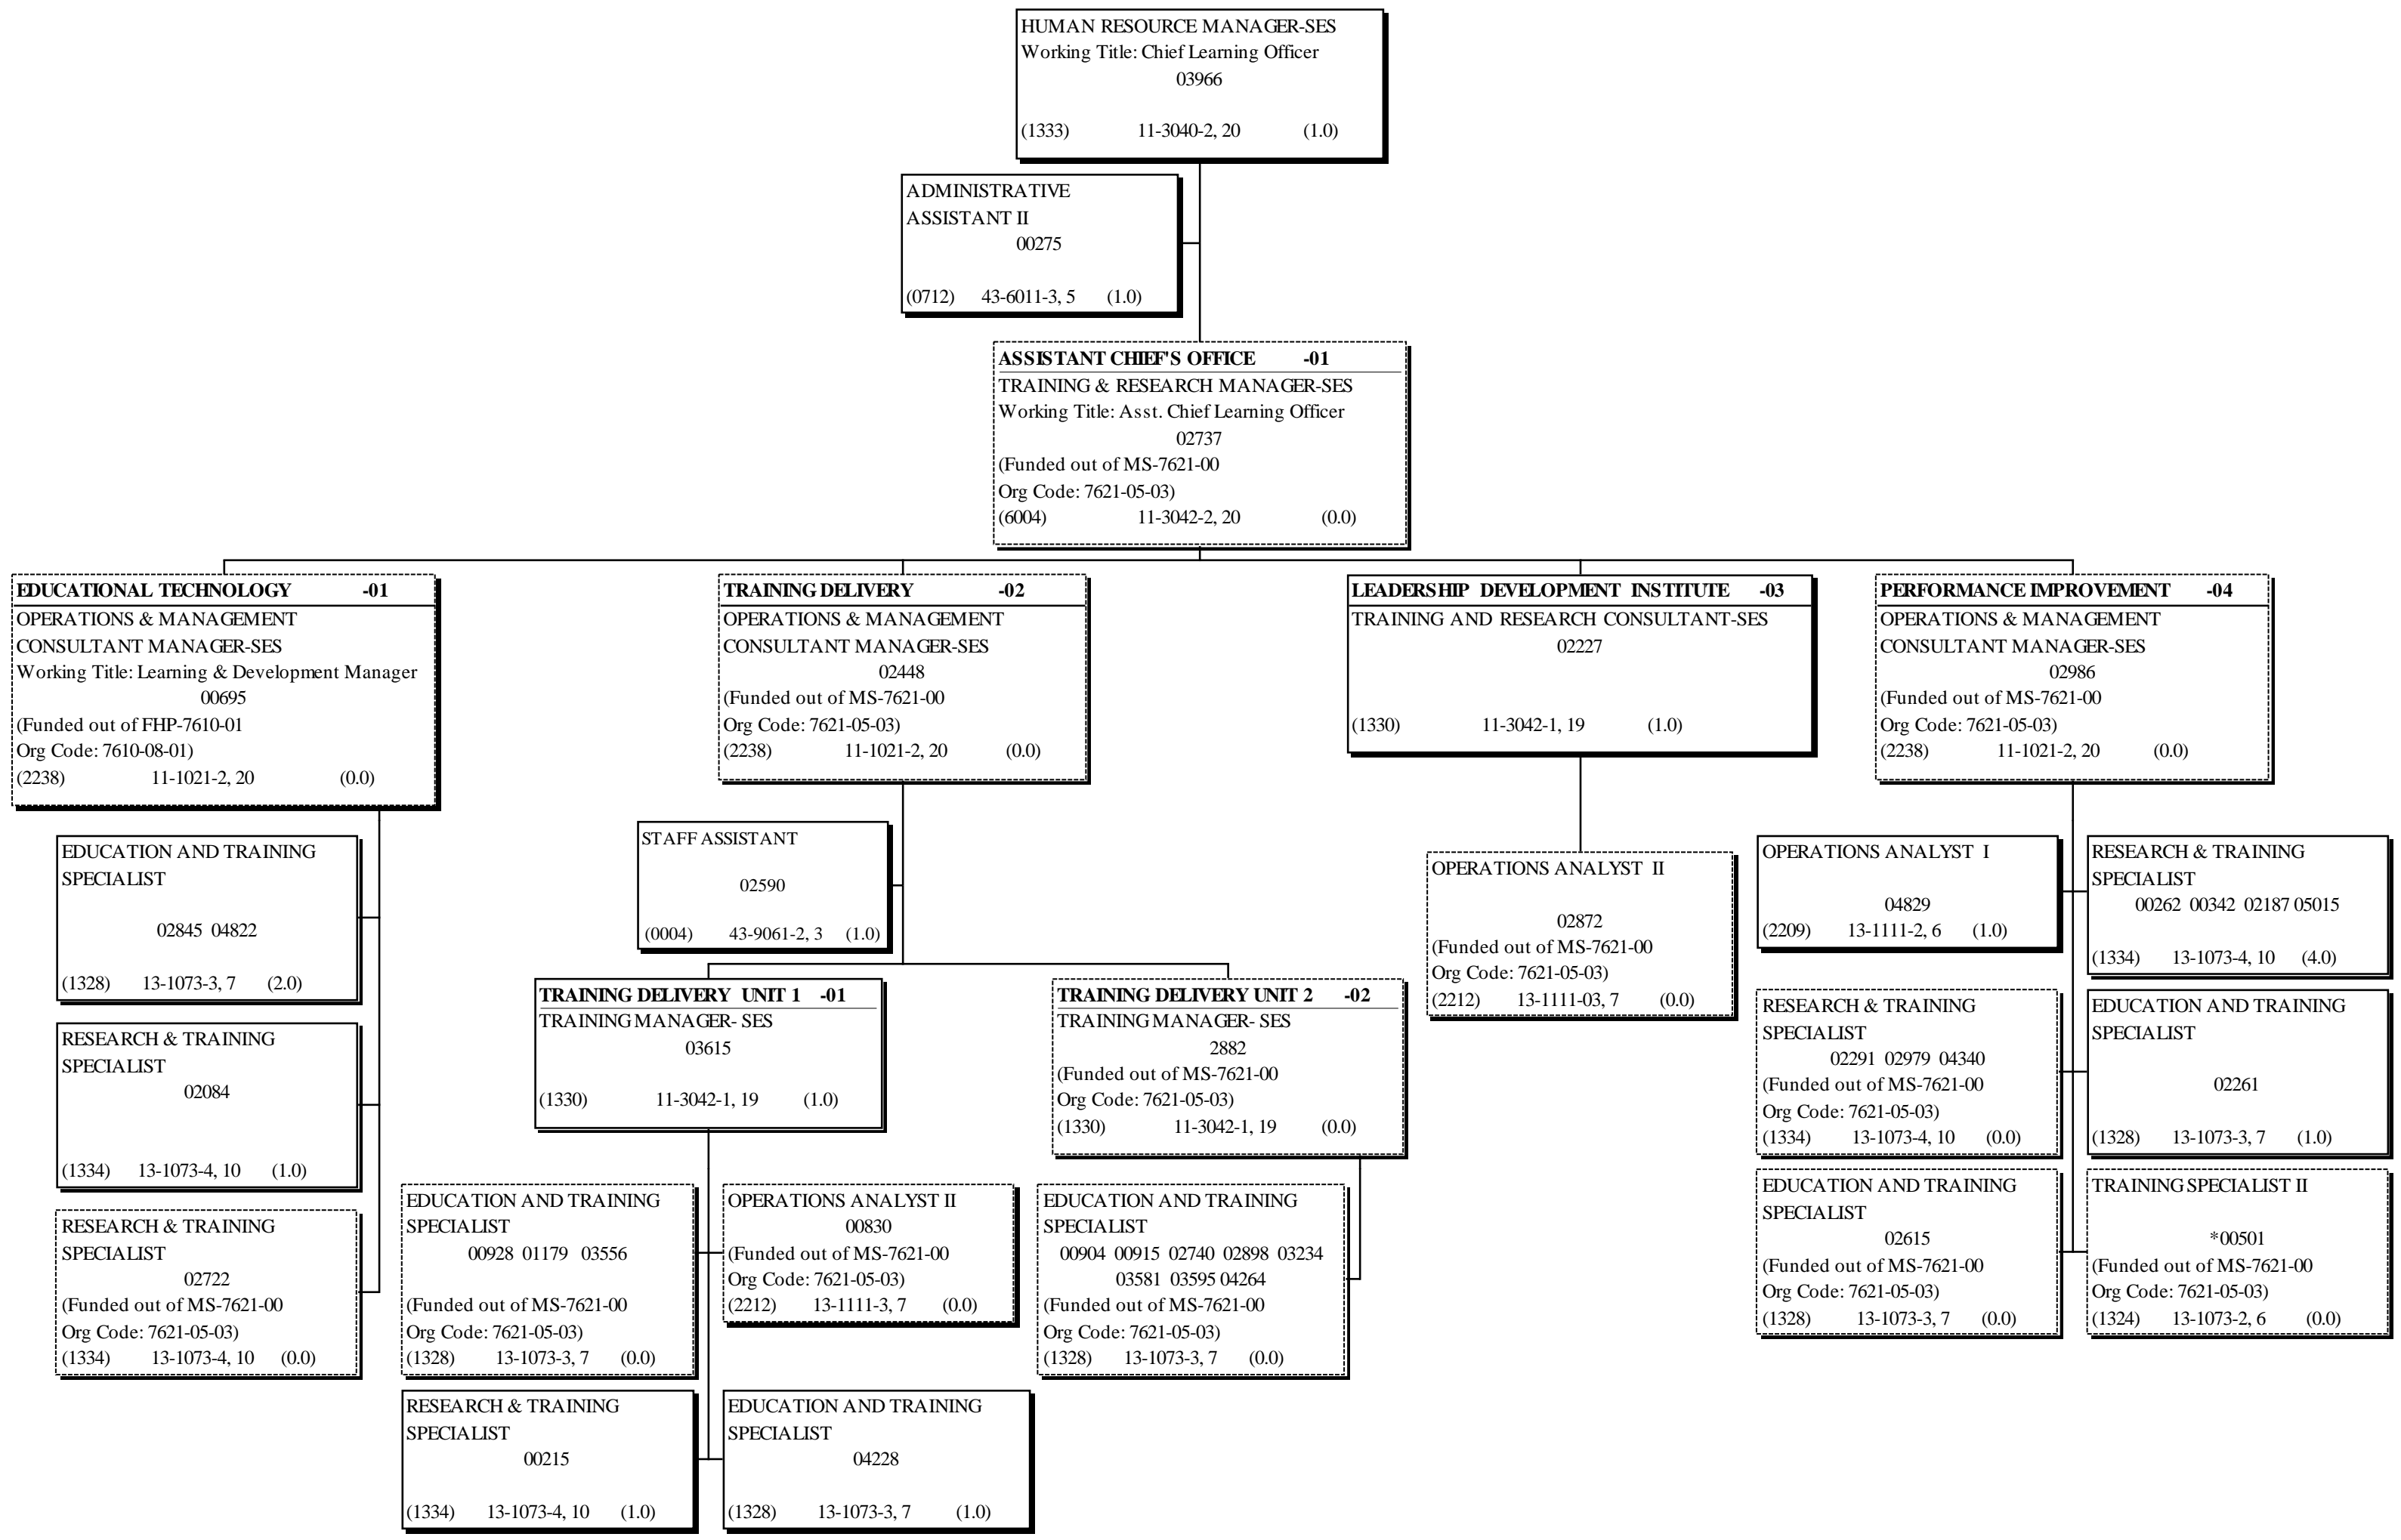 HUMAN RESOURCE MANAGER-SES
Working Title: Chief Learning Officer
03966
(1333) 11-3040-2, 20 (1.0)
ADMINISTRATIVE
ASSISTANT II
00275
(0712) 43-6011-3, 5 (1.0)
ASSISTANT CHIEF'S OFFICE -01
TRAINING & RESEARCH MANAGER-SES
Working Title: Asst. Chief Learning Officer
02737
(Funded out of MS-7621-00
Org Code: 7621-05-03)
(6004) 11-3042-2, 20 (0.0)
EDUCATIONAL TECHNOLOGY -01
OPERATIONS & MANAGEMENT
CONSULTANT MANAGER-SES
Working Title: Learning & Development Manager
00695
(Funded out of FHP-7610-01
Org Code: 7610-08-01)
(2238) 11-1021-2, 20 (0.0)
EDUCATION AND TRAINING
SPECIALIST
02845 04822
(1328) 13-1073-3, 7 (2.0)
RESEARCH & TRAINING
SPECIALIST
02084
(1334) 13-1073-4, 10 (1.0)
RESEARCH & TRAINING
SPECIALIST
02722
(Funded out of MS-7621-00
Org Code: 7621-05-03)
(1334) 13-1073-4, 10 (0.0)
TRAINING DELIVERY -02
OPERATIONS & MANAGEMENT
CONSULTANT MANAGER-SES
02448
(Funded out of MS-7621-00
Org Code: 7621-05-03)
(2238) 11-1021-2, 20 (0.0)
STAFF ASSISTANT
02590
(0004) 43-9061-2, 3 (1.0)
TRAINING DELIVERY UNIT 1 -01
TRAINING MANAGER- SES
03615
(1330) 11-3042-1, 19 (1.0)
EDUCATION AND TRAINING
SPECIALIST
00928 01179 03556
(Funded out of MS-7621-00
Org Code: 7621-05-03)
(1328) 13-1073-3, 7 (0.0)
OPERATIONS ANALYST II
00830
(Funded out of MS-7621-00
Org Code: 7621-05-03)
(2212) 13-1111-3, 7 (0.0)
RESEARCH & TRAINING
SPECIALIST
00215
(1334) 13-1073-4, 10 (1.0)
EDUCATION AND TRAINING
SPECIALIST
04228
(1328) 13-1073-3, 7 (1.0)
TRAINING DELIVERY UNIT 2 -02
TRAINING MANAGER- SES
2882
(Funded out of MS-7621-00
Org Code: 7621-05-03)
(1330) 11-3042-1, 19 (0.0)
EDUCATION AND TRAINING
SPECIALIST
00904 00915 02740 02898 03234
03581 03595 04264
(Funded out of MS-7621-00
Org Code: 7621-05-03)
(1328) 13-1073-3, 7 (0.0)
LEADERSHIP DEVELOPMENT INSTITUTE -03
TRAINING AND RESEARCH CONSULTANT-SES
02227
(1330) 11-3042-1, 19 (1.0)
OPERATIONS ANALYST II
02872
(Funded out of MS-7621-00
Org Code: 7621-05-03)
(2212) 13-1111-03, 7 (0.0)
PERFORMANCE IMPROVEMENT -04
OPERATIONS & MANAGEMENT
CONSULTANT MANAGER-SES
02986
(Funded out of MS-7621-00
Org Code: 7621-05-03)
(2238) 11-1021-2, 20 (0.0)
OPERATIONS ANALYST I
04829
(2209) 13-1111-2, 6 (1.0)
RESEARCH & TRAINING
SPECIALIST
00262 00342 02187 05015
(1334) 13-1073-4, 10 (4.0)
RESEARCH & TRAINING
SPECIALIST
02291 02979 04340
(Funded out of MS-7621-00
Org Code: 7621-05-03)
(1334) 13-1073-4, 10 (0.0)
EDUCATION AND TRAINING
SPECIALIST
02261
(1328) 13-1073-3, 7 (1.0)
EDUCATION AND TRAINING
SPECIALIST
02615
(Funded out of MS-7621-00
Org Code: 7621-05-03)
(1328) 13-1073-3, 7 (0.0)
TRAINING SPECIALIST II
*00501
(Funded out of MS-7621-00
Org Code: 7621-05-03)
(1324) 13-1073-2, 6 (0.0)